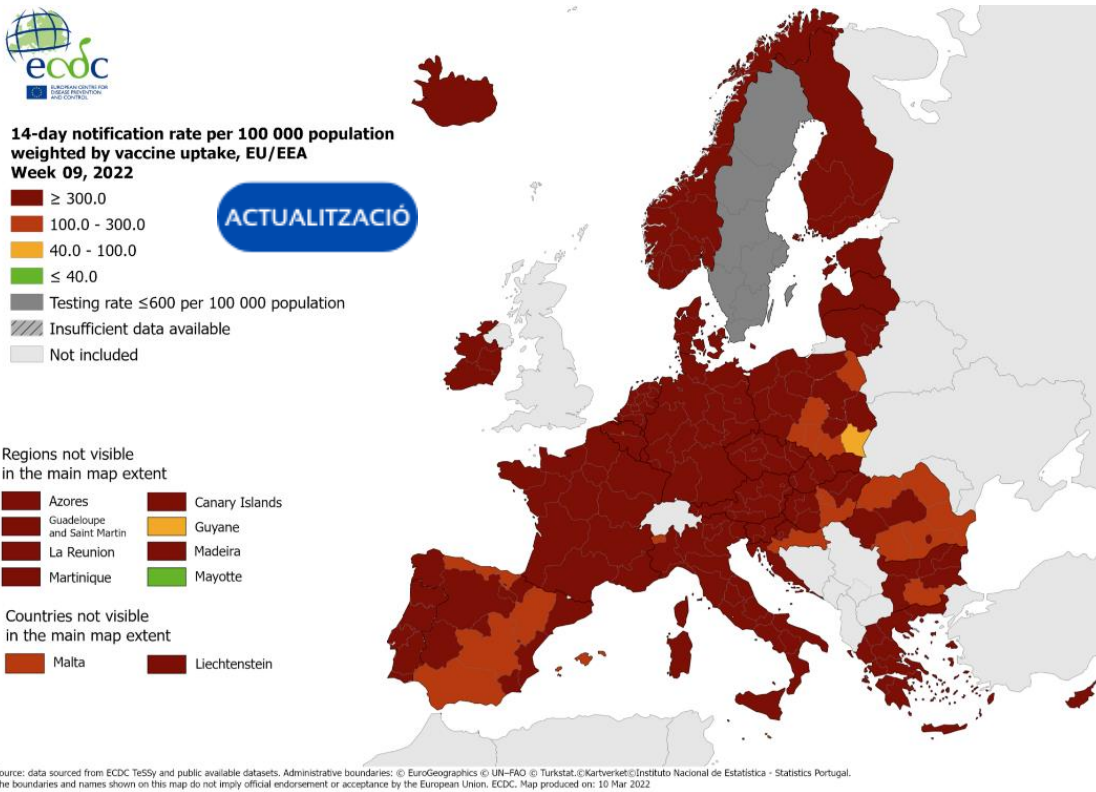 ecdc
EUROPEAN CENTRE FOR
DISEASE PREVENTION
AND CONTROL
14-day notification rate per 100 000 population
weighted by vaccine uptake, EU/EEA
Week 09, 2022
≥ 300.0
100.0 - 300.0
40.0 - 100.0
≤ 40.0
Testing rate ≤600 per 100 000 population
Insufficient data available
Not included
ACTUALITZACIÓ
Regions not visible
in the main map extent
Azores
Guadeloupe
and Saint Martin
La Reunion
Martinique
Canary Islands
Guyane
Madeira
Mayotte
Countries not visible
in the main map extent
Malta
Liechtenstein
ource: data sourced from ECDC TeSSy and public available datasets. Administrative boundaries: © EuroGeographics © UN–FAO © Turkstat.©Kartverket©Instituto Nacional de Estatística - Statistics Portugal.
he boundaries and names shown on this map do not imply official endorsement or acceptance by the European Union. ECDC. Map produced on: 10 Mar 2022